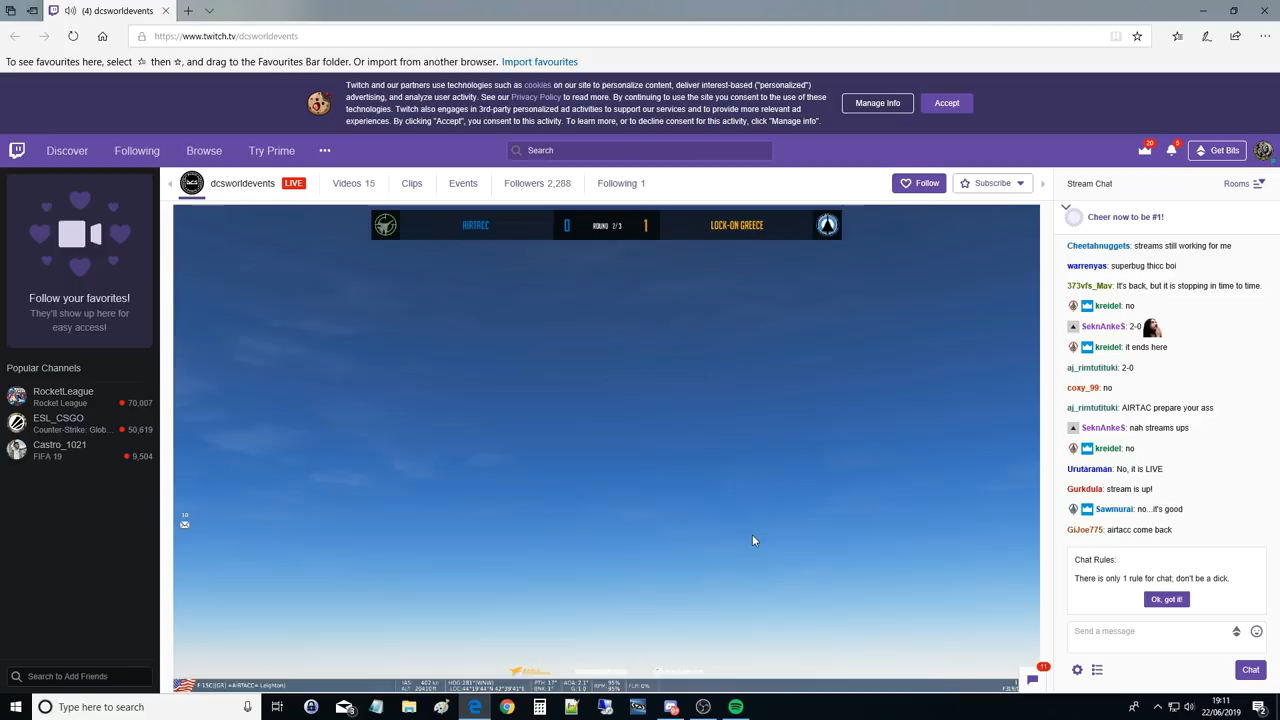 (4) dcsworldevents
https://www.twitch.tv/dcsworldevents
To see favourites here, select ☆ then ☆, and drag to the Favourites Bar folder. Or import from another browser. Import favourites
Twitch and our partners use technologies such as cookies on our site to personalize content, deliver interest-based ("personalized")
advertising, and analyze user activity. See our Privacy Policy to read more. By continuing to use the site you consent to the use of these
technologies. Twitch also engages in 3rd-party personalized ad activities to support our services and to provide more relevant ad
experiences. By clicking "Accept", you consent to this activity. To learn more, or to decline consent for this activity, click "Manage info".
Manage Info
Accept
Discover
Following
Browse
Try Prime
Search
20
5
Get Bits
dcsworldevents
LIVE
Videos 15
Clips
Events
Followers 2,288
Following 1
Follow
Subscribe
Stream Chat
Rooms
Follow your favorites!
They'll show up here for
easy access!
Popular Channels
RocketLeague
Rocket League
70,007
ESL_CSGO
Counter-Strike: Glob...
50,619
Castro_1021
FIFA 19
9,504
Search to Add Friends
AIRTACC
0
ROUND 2/3
1
LOCK-ON GREECE
10
F-15C(GR) =AIRTACC= Leighton)
Cheer now to be #1!
Cheetahnuggets: streams still working for me
warrenyas: superbug thicc boi
373vfs_Mav: It's back, but it is stopping in time to time.
kreidel: no
SeknAnkeS: 2-0
kreidel: it ends here
aj_rimtutituki: 2-0
coxy_99: no
aj_rimtutituki: AIRTAC prepare your ass
SeknAnkeS: nah streams ups
kreidel: no
Urutaraman: No, it is LIVE
Gurkdula: stream is up!
Sawmurai: no...it's good
GiJoe775: airtacc come back
Chat Rules:
There is only 1 rule for chat; don't be a dick.
Ok, got it!
Send a message
11
Chat
Type here to search
19:11
22/06/2019